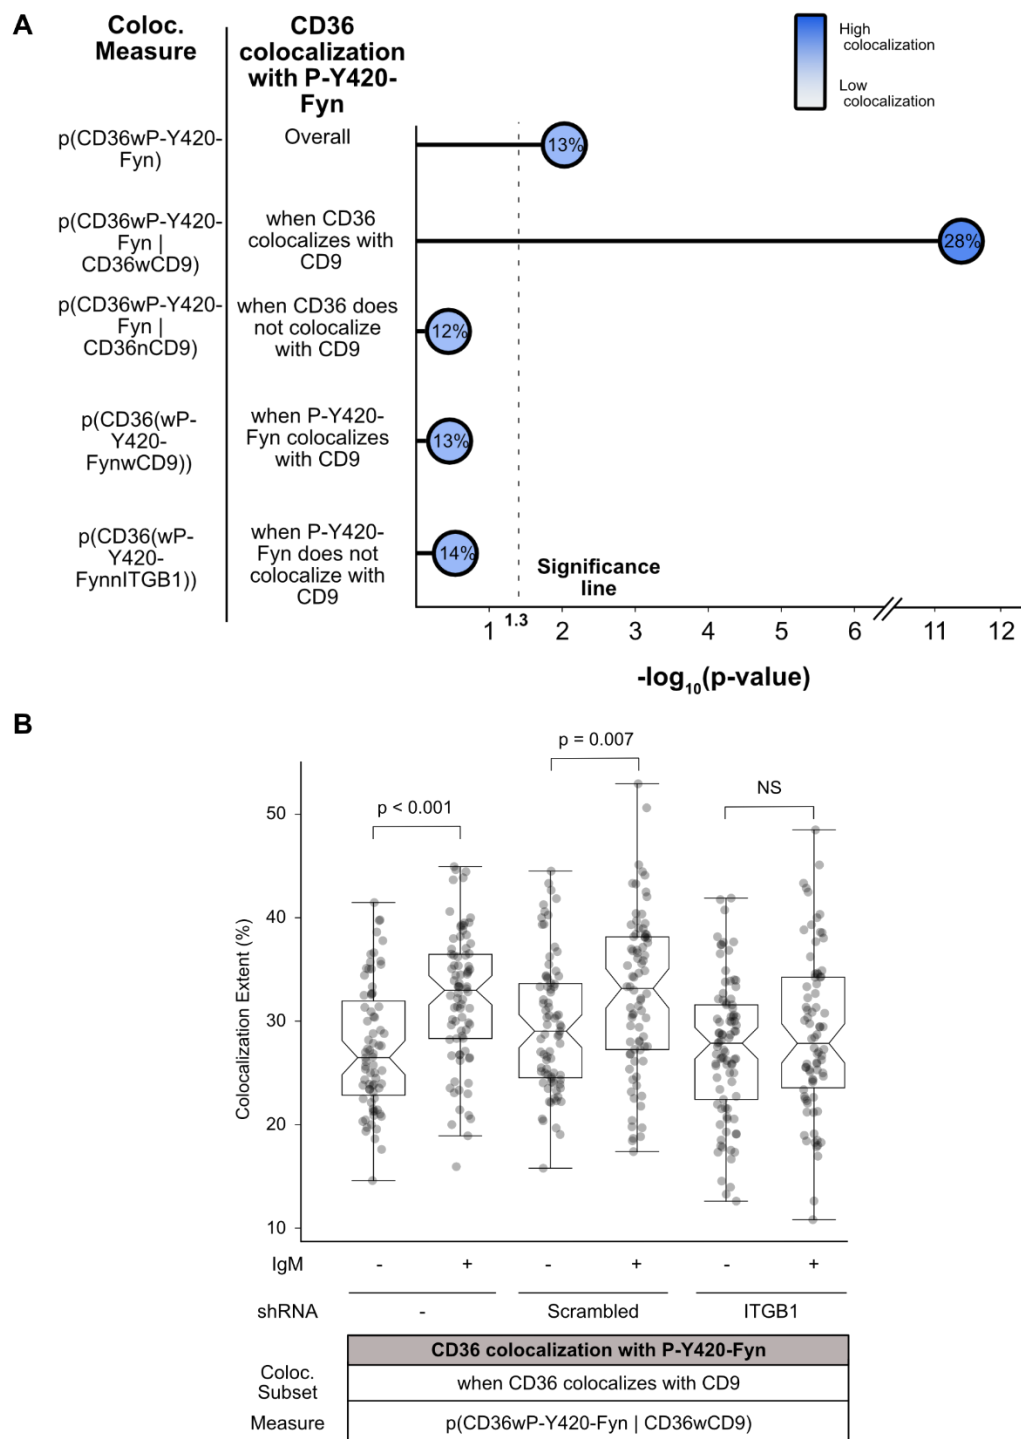 A
Coloc.
Measure
CD36
colocalization
with P-Y420-
Fyn
High
colocalization
Low
colocalization
p(CD36wP-Y420-
Fyn)
Overall
13%
p(CD36wP-Y420-
Fyn |
CD36wCD9)
when CD36
colocalizes with
CD9
28%
p(CD36wP-Y420-
Fyn |
CD36nCD9)
when CD36 does
not colocalize
with CD9
12%
p(CD36(wP-
Y420-
FynwCD9))
when P-Y420-
Fyn colocalizes
with CD9
13%
p(CD36(wP-
Y420-
FynnITGB1))
when P-Y420-
Fyn does not
colocalize with
CD9
14%
Significance
line
1 1.3 2 3 4 5 6 11 12
-log10(p-value)
B
p = 0.007
p < 0.001
NS
50
40
30
20
10
Colocalization Extent (%)
IgM - + - + - +
shRNA - Scrambled ITGB1
CD36 colocalization with P-Y420-Fyn
Coloc.
Subset
when CD36 colocalizes with CD9
Measure p(CD36wP-Y420-Fyn | CD36wCD9)